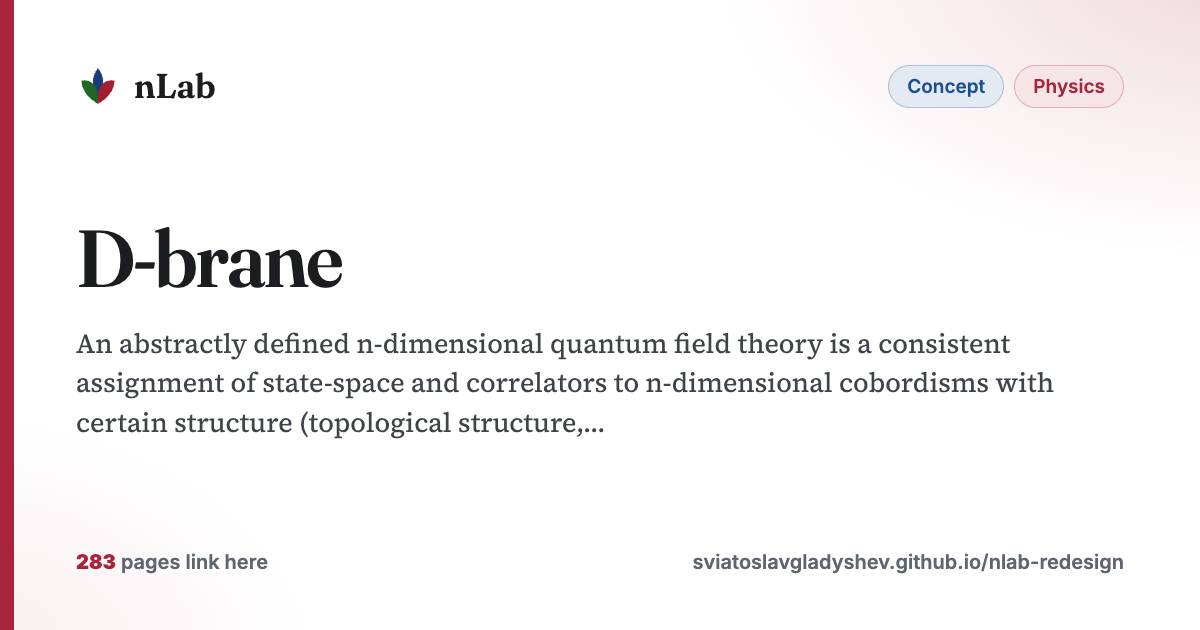 nLab
Concept
Physics
D-brane
An abstractly defined n-dimensional quantum field theory is a consistent
assignment of state-space and correlators to n-dimensional cobordisms with
certain structure (topological structure,...
283 pages link here
sviatoslavgladyshev.github.io/nlab-redesign